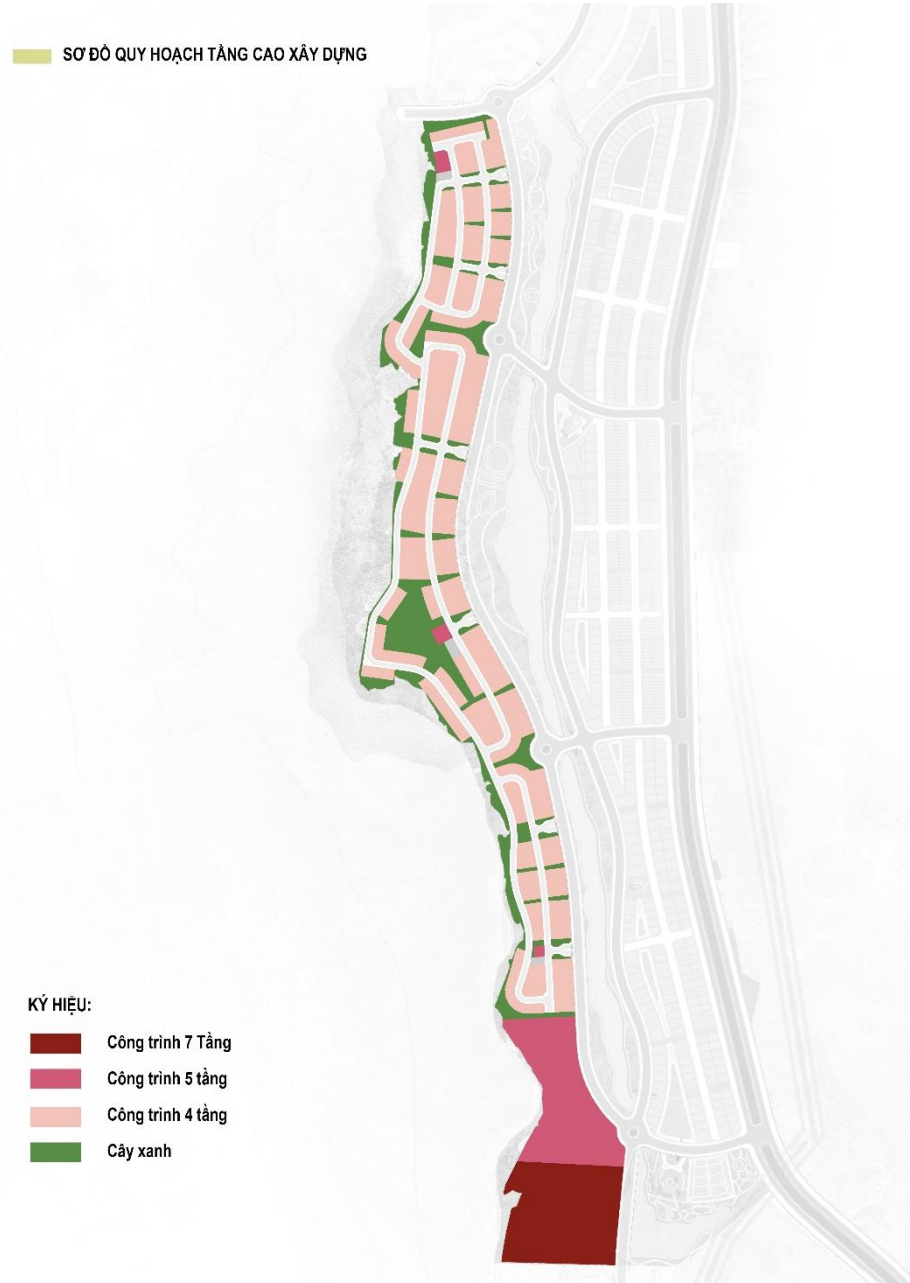 SƠ ĐỒ QUY HOẠCH TẦNG CAO XÂY DỰNG
KÝ HIỆU:
Công trình 7 Tầng
Công trình 5 tầng
Công trình 4 tầng
Cây xanh